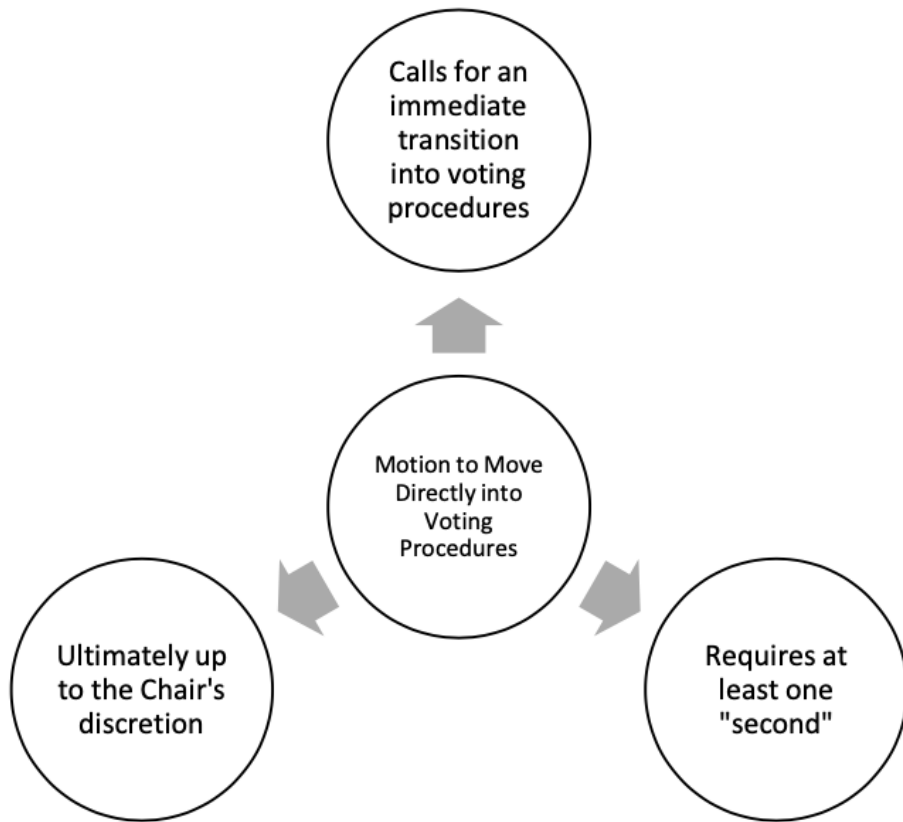 Calls for an
immediate
transition
into voting
procedures
Motion to Move
Directly into
Voting
Procedures
Ultimately up
to the Chair's
discretion
Requires at
least one
"second"